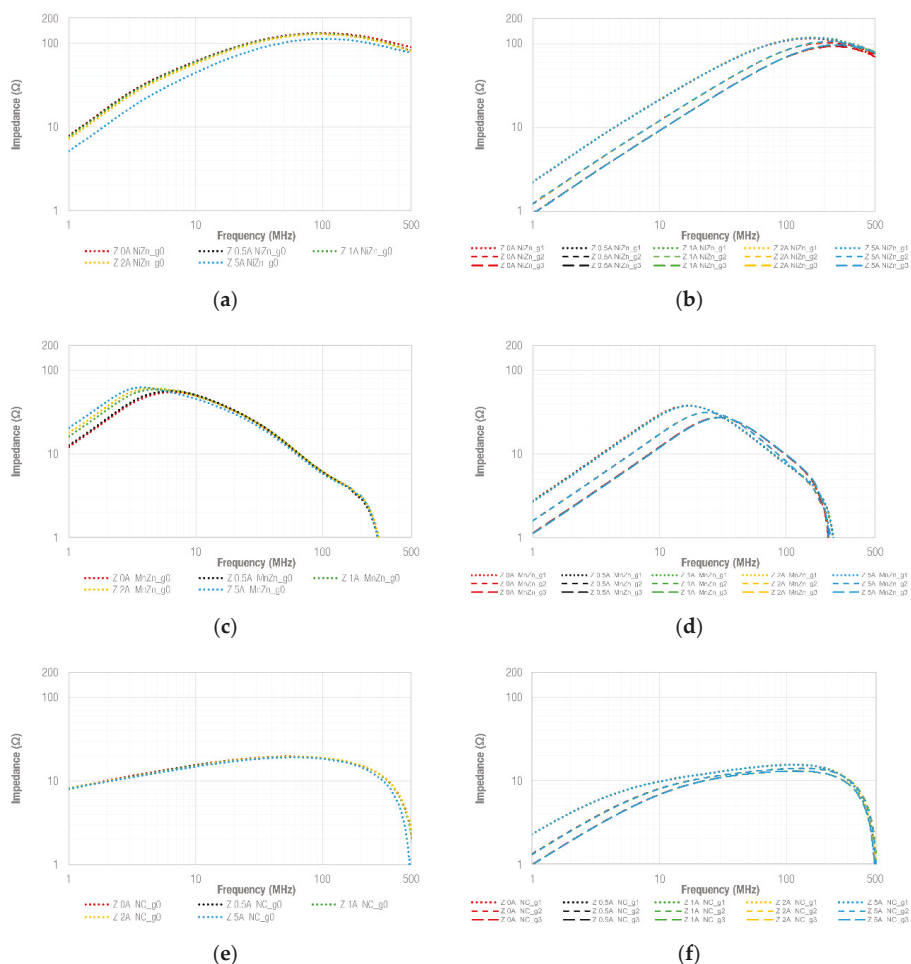 200
100
10
1
Impedance (Ω)
1 10 100 500
Frequency (MHz)
Z 0A NiZn_g0 Z 0.5A NiZn_g0 Z 1A NiZn_g0
Z 2A NiZn_g0 Z 5A NiZn_g0
(a)
200
100
10
1
Impedance (Ω)
1 10 100 500
Frequency (MHz)
Z 0A NiZn_g1 Z 0.5A NiZn_g1 Z 1A NiZn_g1 Z 2A NiZn_g1 Z 5A NiZn_g1
Z 0A NiZn_g2 Z 0.5A NiZn_g2 Z 1A NiZn_g2 Z 2A NiZn_g2 Z 5A NiZn_g2
Z 0A NiZn_g3 Z 0.5A NiZn_g3 Z 1A NiZn_g3 Z 2A NiZn_g3 Z 5A NiZn_g3
(b)
200
100
10
1
Impedance (Ω)
1 10 100 500
Frequency (MHz)
Z 0A MnZn_g0 Z 0.5A MnZn_g0 Z 1A MnZn_g0
Z 2A MnZn_g0 Z 5A MnZn_g0
(c)
200
100
10
1
Impedance (Ω)
1 10 100 500
Frequency (MHz)
Z 0A MnZn_g1 Z 0.5A MnZn_g1 Z 1A MnZn_g1 Z 2A MnZn_g1 Z 5A MnZn_g1
Z 0A MnZn_g2 Z 0.5A MnZn_g2 Z 1A MnZn_g2 Z 2A MnZn_g2 Z 5A MnZn_g2
Z 0A MnZn_g3 Z 0.5A MnZn_g3 Z 1A MnZn_g3 Z 2A MnZn_g3 Z 5A MnZn_g3
(d)
200
100
10
1
Impedance (Ω)
1 10 100 500
Frequency (MHz)
Z 0A NC_g0 Z 0.5A NC_g0 Z 1A NC_g0
Z 2A NC_g0 Z 5A NC_g0
(e)
200
100
10
1
Impedance (Ω)
1 10 100 500
Frequency (MHz)
Z 0A NC_g1 Z 0.5A NC_g1 Z 1A NC_g1 Z 2A NC_g1 Z 5A NC_g1
Z 0A NC_g2 Z 0.5A NC_g2 Z 1A NC_g2 Z 2A NC_g2 Z 5A NC_g2
Z 0A NC_g3 Z 0.5A NC_g3 Z 1A NC_g3 Z 2A NC_g3 Z 5A NC_g3
(f)